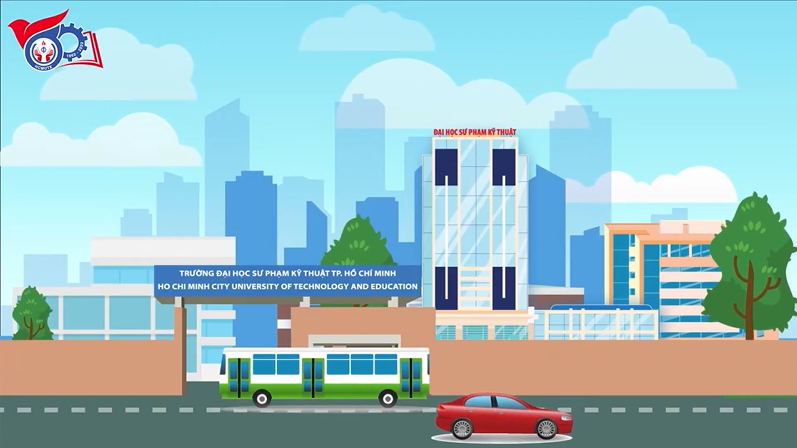 ĐẠI HỌC SƯ PHẠM KỸ THUẬT
TRƯỜNG ĐẠI HỌC SƯ PHẠM KỸ THUẬT TP. HỒ CHÍ MINH
HO CHI MINH CITY UNIVERSITY OF TECHNOLOGY AND EDUCATION